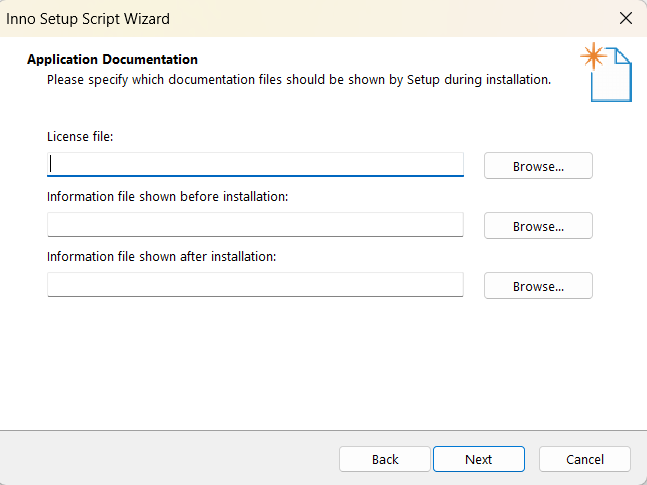 Inno Setup Script Wizard
Application Documentation
Please specify which documentation files should be shown by Setup during installation.
License file:
Browse...
Information file shown before installation:
Browse...
Information file shown after installation:
Browse...
Back
Next
Cancel